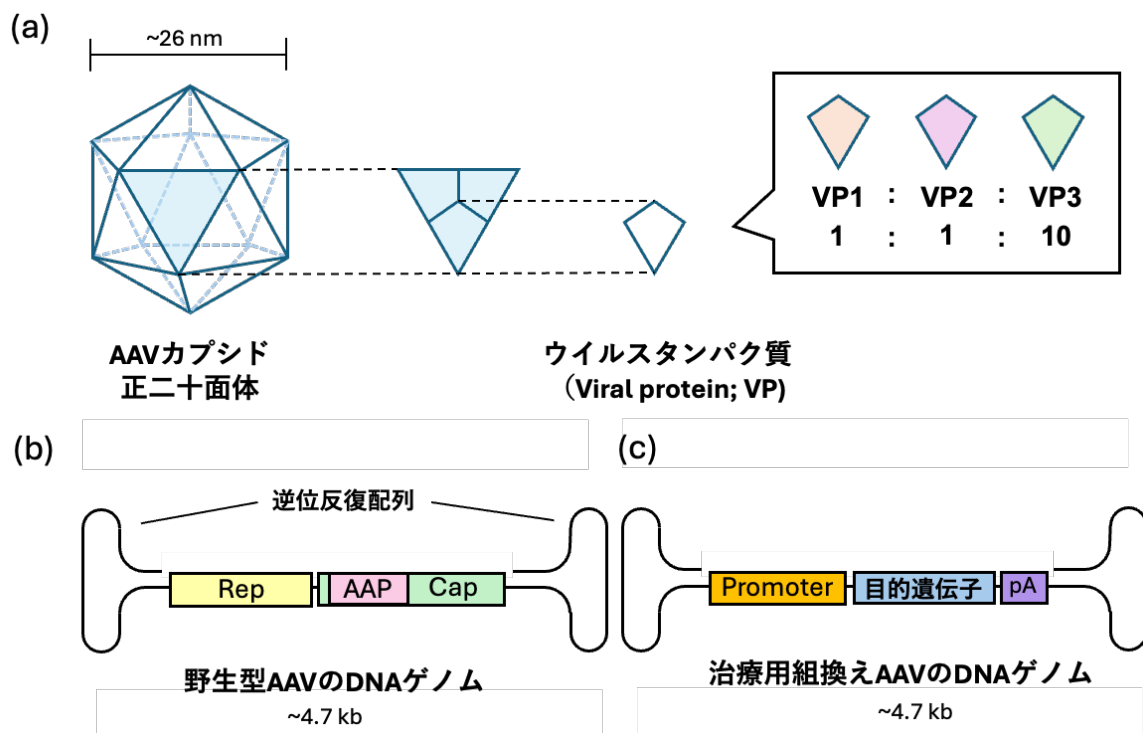 (a)
~26 nm
VP1 : VP2 : VP3
1 : 1 : 10
AAVカプシド
正二十面体
ウイルスタンパク質
（Viral protein; VP)
(b)
逆位反復配列
Rep
AAP
Cap
野生型AAVのDNAゲノム
~4.7 kb
(c)
Promoter
目的遺伝子
pA
治療用組換えAAVのDNAゲノム
~4.7 kb